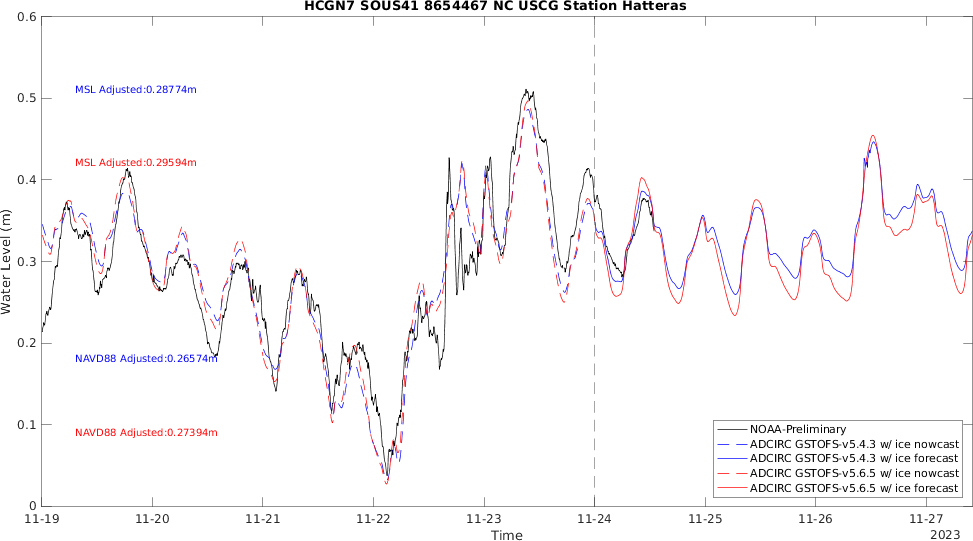 HCGN7 SOUS41 8654467 NC USCG Station Hatteras
0.6
0.5
0.4
0.3
0.2
0.1
0
Water Level (m)
MSL Adjusted:0.28774m
MSL Adjusted:0.29594m
NAVD88 Adjusted:0.26574m
NAVD88 Adjusted:0.27394m
NOAA-Preliminary
ADCIRC GSTOFS-v5.4.3 w/ ice nowcast
ADCIRC GSTOFS-v5.4.3 w/ ice forecast
ADCIRC GSTOFS-v5.6.5 w/ ice nowcast
ADCIRC GSTOFS-v5.6.5 w/ ice forecast
11-19 11-20 11-21 11-22 11-23 11-24 11-25 11-26 11-27
Time
2023